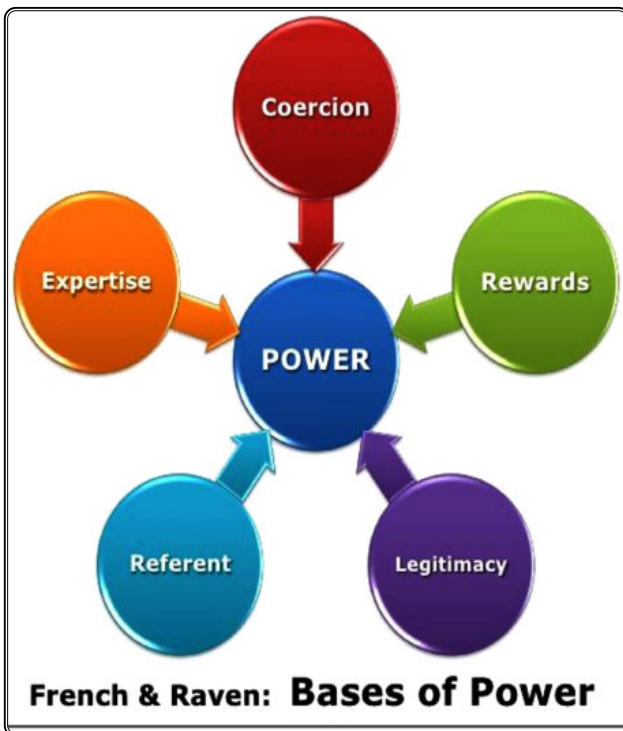 Coercion
Expertise
Rewards
POWER
Referent
Legitimacy
French & Raven: Bases of Power